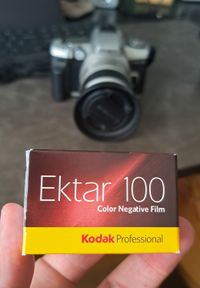 Ektar 100
Color Negative Film
Kodak Professional